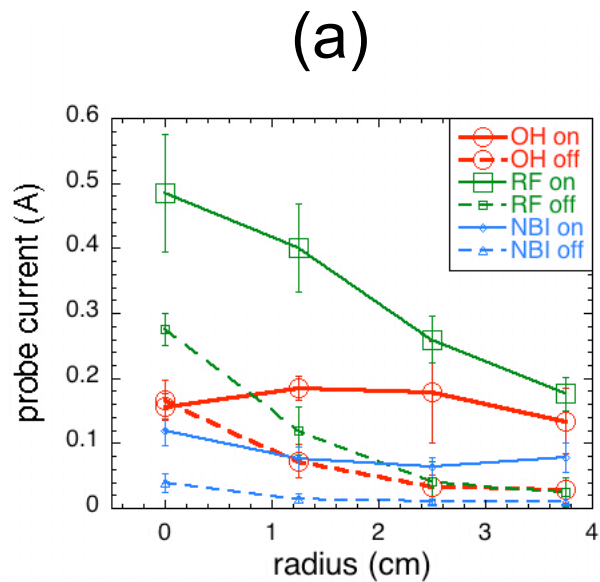 (a)
0.6
0.5
0.4
0.3
0.2
0.1
0
probe current (A)
OH on
OH off
RF on
RF off
NBI on
NBI off
0 1 2 3 4
radius (cm)